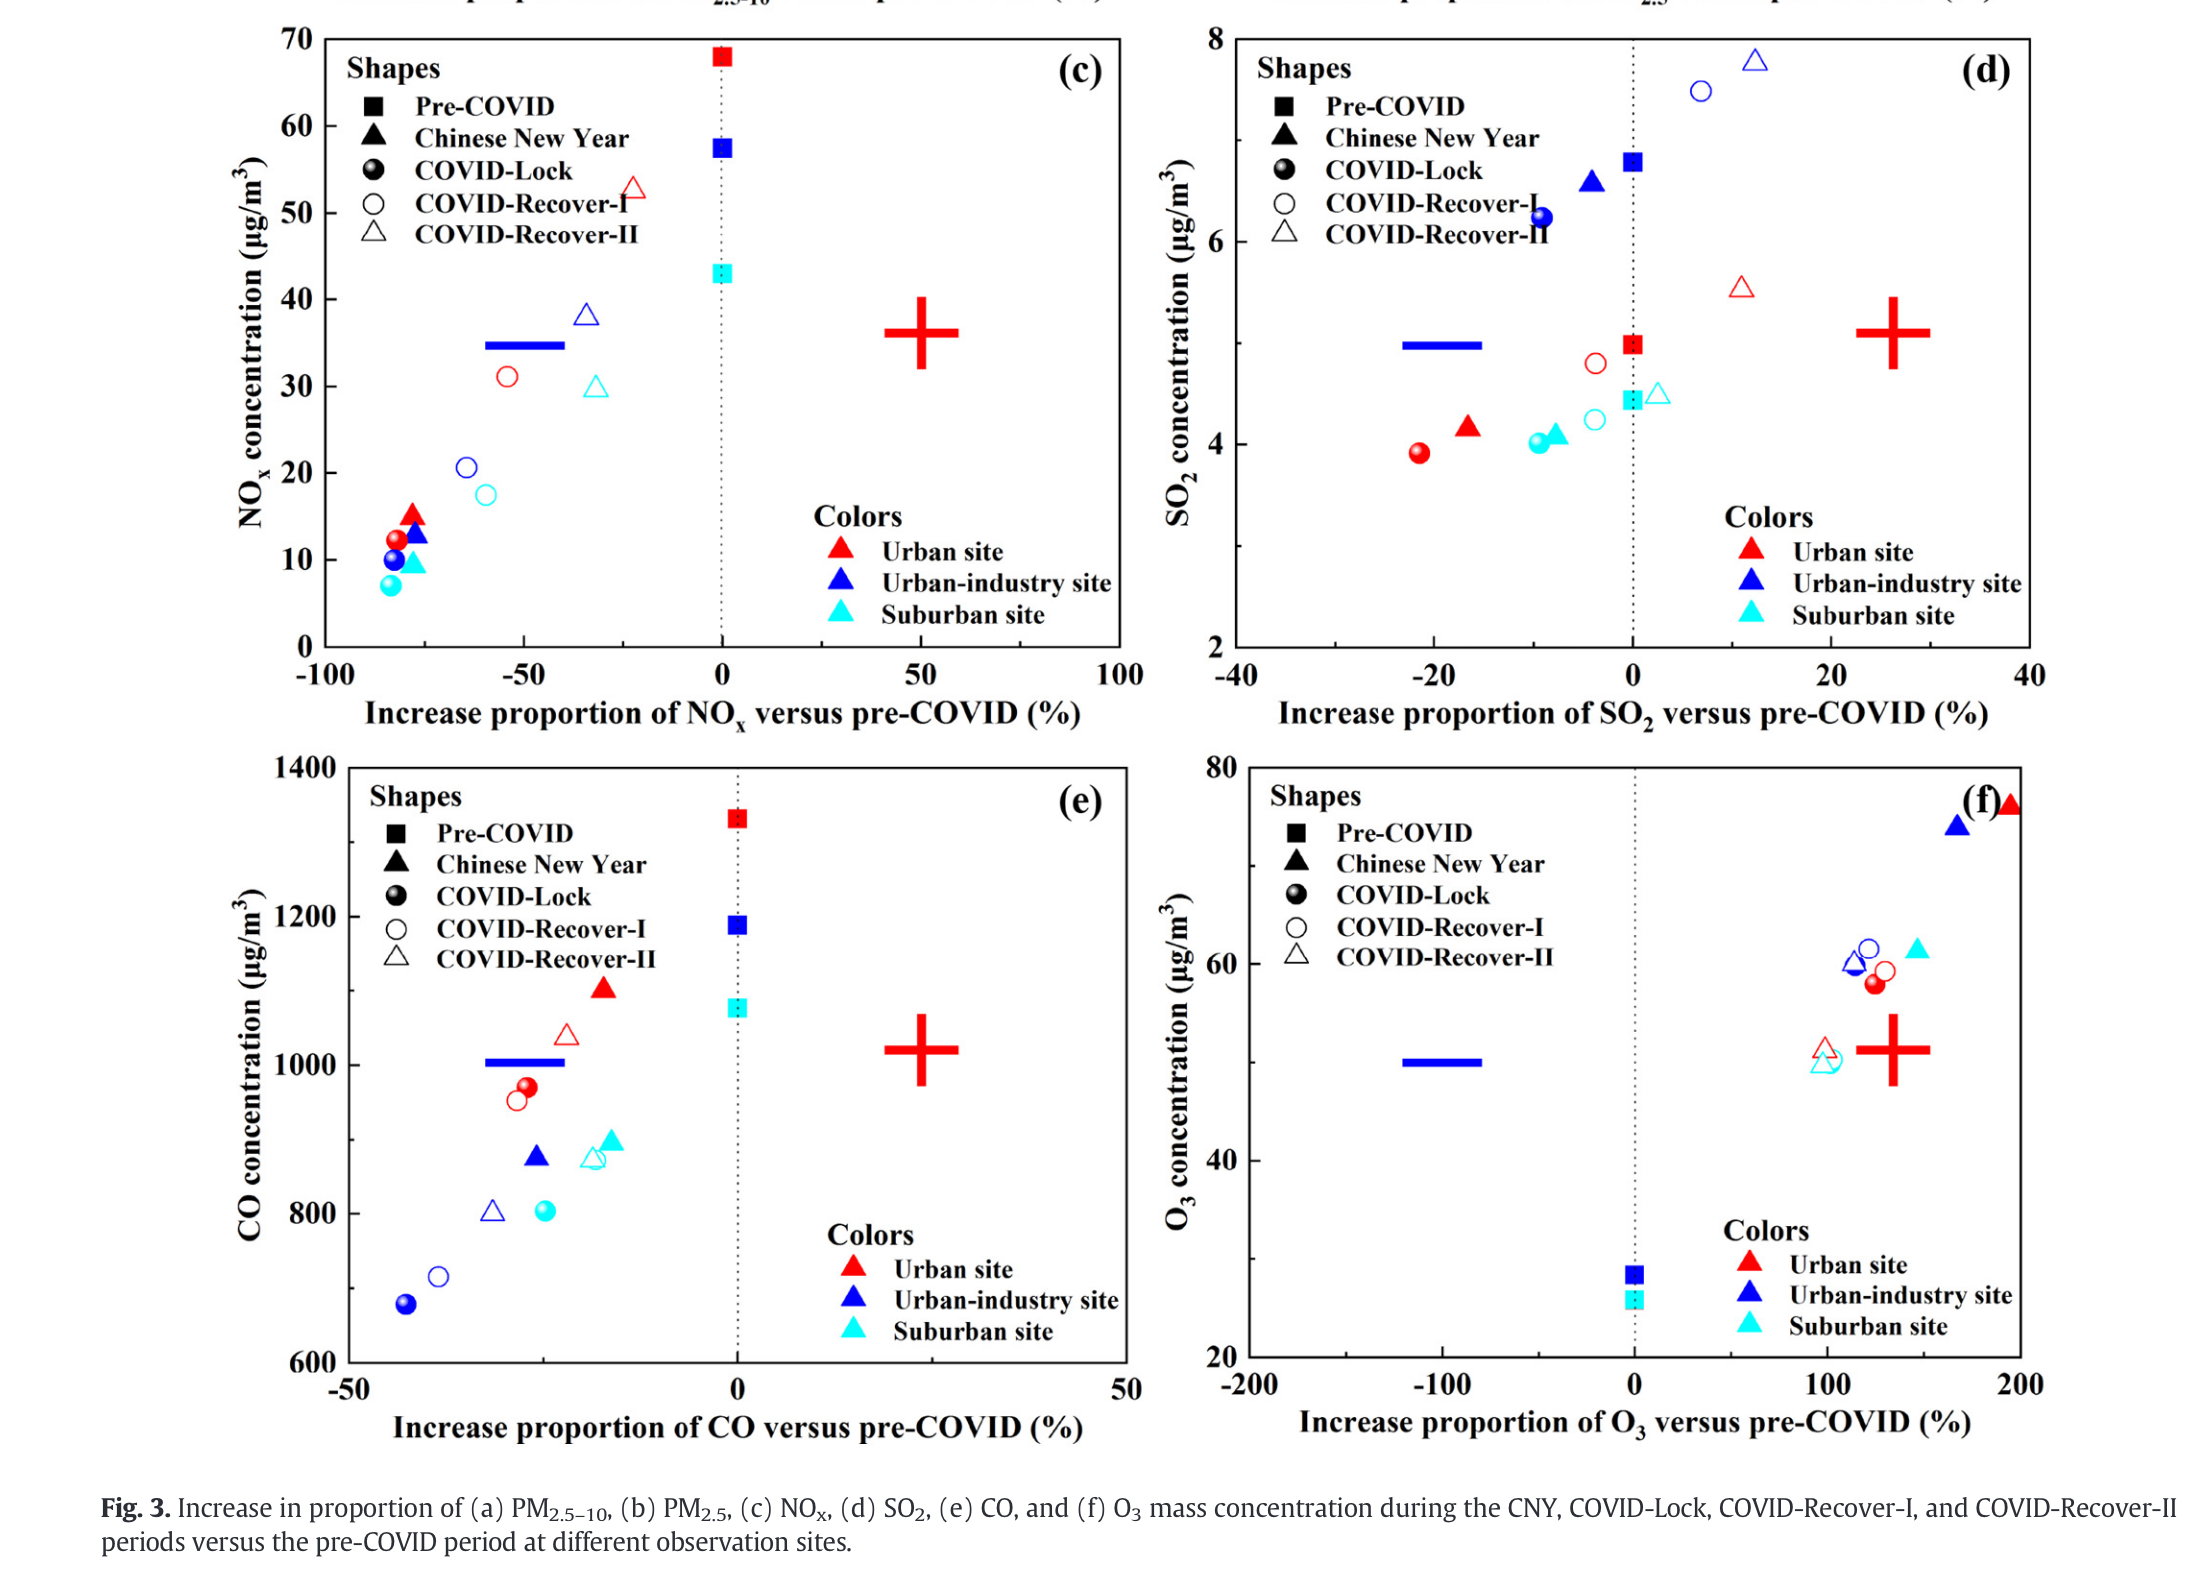 70
60
50
40
30
20
10
0
-100
-50
0
50
100
NOx concentration (μg/m³)
Increase proportion of NOx versus pre-COVID (%)
(c)
Shapes
Pre-COVID
Chinese New Year
COVID-Lock
COVID-Recover-I
COVID-Recover-II
Colors
Urban site
Urban-industry site
Suburban site
8
6
4
2
-40
-20
0
20
40
SO₂ concentration (μg/m³)
Increase proportion of SO₂ versus pre-COVID (%)
(d)
Shapes
Pre-COVID
Chinese New Year
COVID-Lock
COVID-Recover-I
COVID-Recover-II
Colors
Urban site
Urban-industry site
Suburban site
1400
1200
1000
800
600
-50
0
50
CO concentration (μg/m³)
Increase proportion of CO versus pre-COVID (%)
(e)
Shapes
Pre-COVID
Chinese New Year
COVID-Lock
COVID-Recover-I
COVID-Recover-II
Colors
Urban site
Urban-industry site
Suburban site
80
60
40
20
-200
-100
0
100
200
O₃ concentration (μg/m³)
Increase proportion of O₃ versus pre-COVID (%)
(f)
Shapes
Pre-COVID
Chinese New Year
COVID-Lock
COVID-Recover-I
COVID-Recover-II
Colors
Urban site
Urban-industry site
Suburban site
Fig. 3. Increase in proportion of (a) PM₂.₅₋₁₀, (b) PM₂.₅, (c) NOₓ, (d) SO₂, (e) CO, and (f) O₃ mass concentration during the CNY, COVID-Lock, COVID-Recover-I, and COVID-Recover-II
periods versus the pre-COVID period at different observation sites.